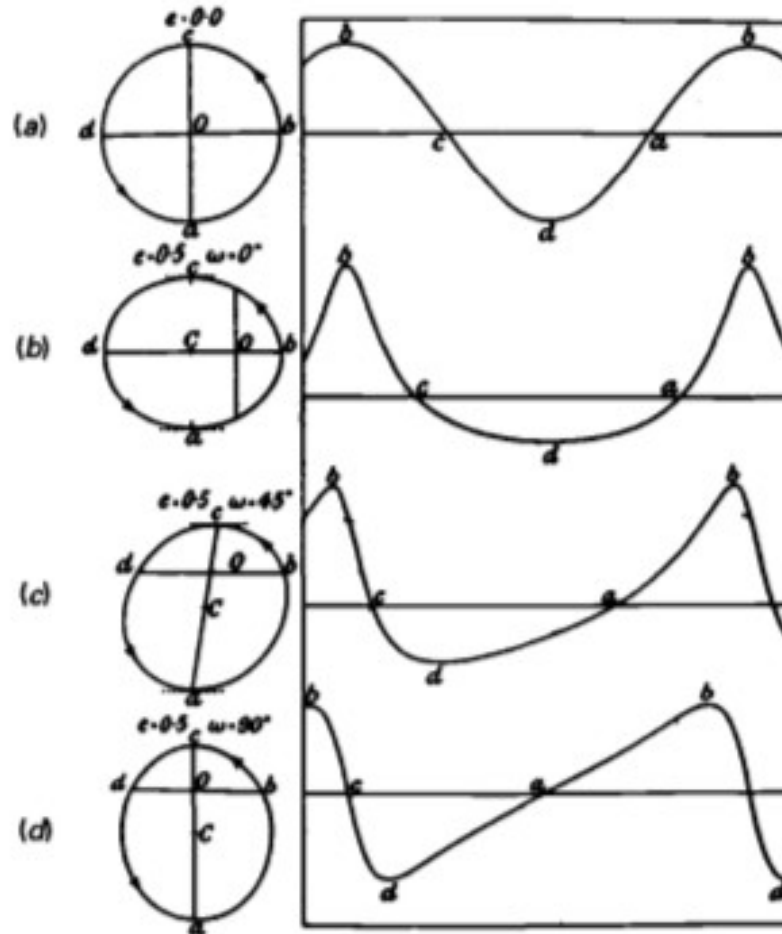 e=0·0
c
d O b
a
(a)
b b
c a
d
e=0·5 ω=0°
c
d C O b
a
(b)
b b
c a
d
e=0·5 ω=45°
c
d O b
C
a
(c)
b b
c a
d
e=0·5 ω=90°
c
d O b
C
a
(d)
b b
c a
d d